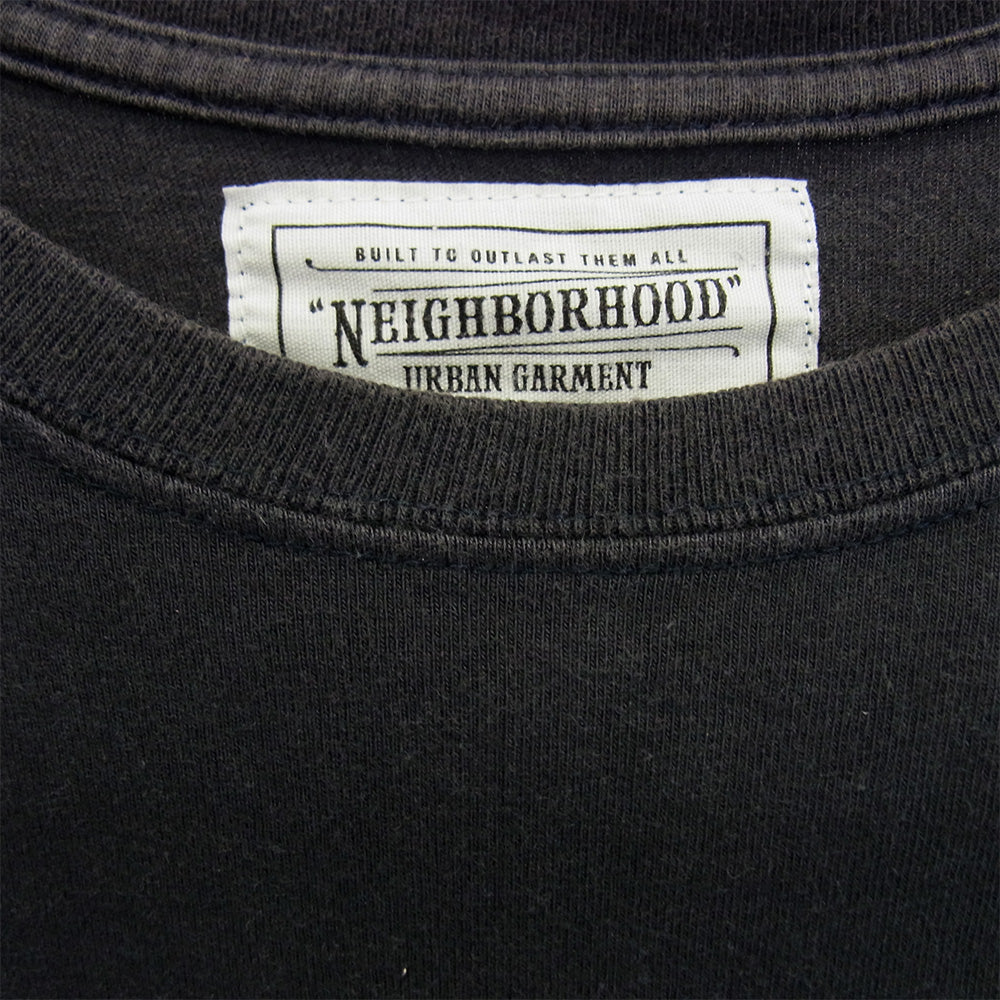 BUILT TO OUTLAST THEM ALL
"NEIGHBORHOOD"
URBAN GARMENT